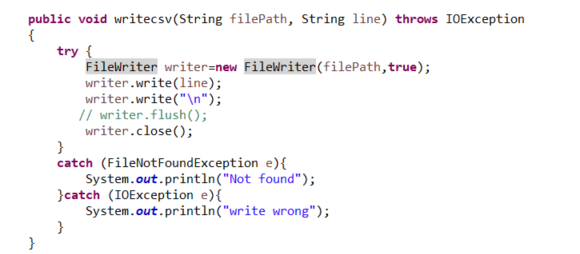 public void writecsv(String filePath, String line) throws IOException
{
    try {
        FileWriter writer=new FileWriter(filePath,true);
        writer.write(line);
        writer.write("\n");
       // writer.flush();
        writer.close();
    }
    catch (FileNotFoundException e){
        System.out.println("Not found");
    }catch (IOException e){
        System.out.println("write wrong");
    }
}